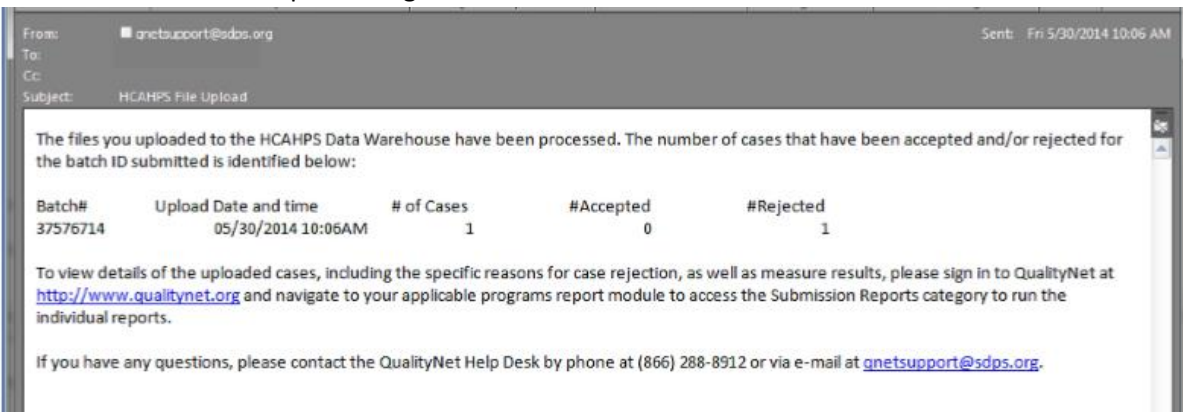 From: qnetsupport@sdps.org Sent: Fri 5/30/2014 10:06 AM
To:
Cc:
Subject: HCAHPS File Upload
The files you uploaded to the HCAHPS Data Warehouse have been processed. The number of cases that have been accepted and/or rejected for
the batch ID submitted is identified below:
Batch# Upload Date and time # of Cases #Accepted #Rejected
37576714 05/30/2014 10:06AM 1 0 1
To view details of the uploaded cases, including the specific reasons for case rejection, as well as measure results, please sign in to QualityNet at
http://www.qualitynet.org and navigate to your applicable programs report module to access the Submission Reports category to run the
individual reports.
If you have any questions, please contact the QualityNet Help Desk by phone at (866) 288-8912 or via e-mail at qnetsupport@sdps.org.